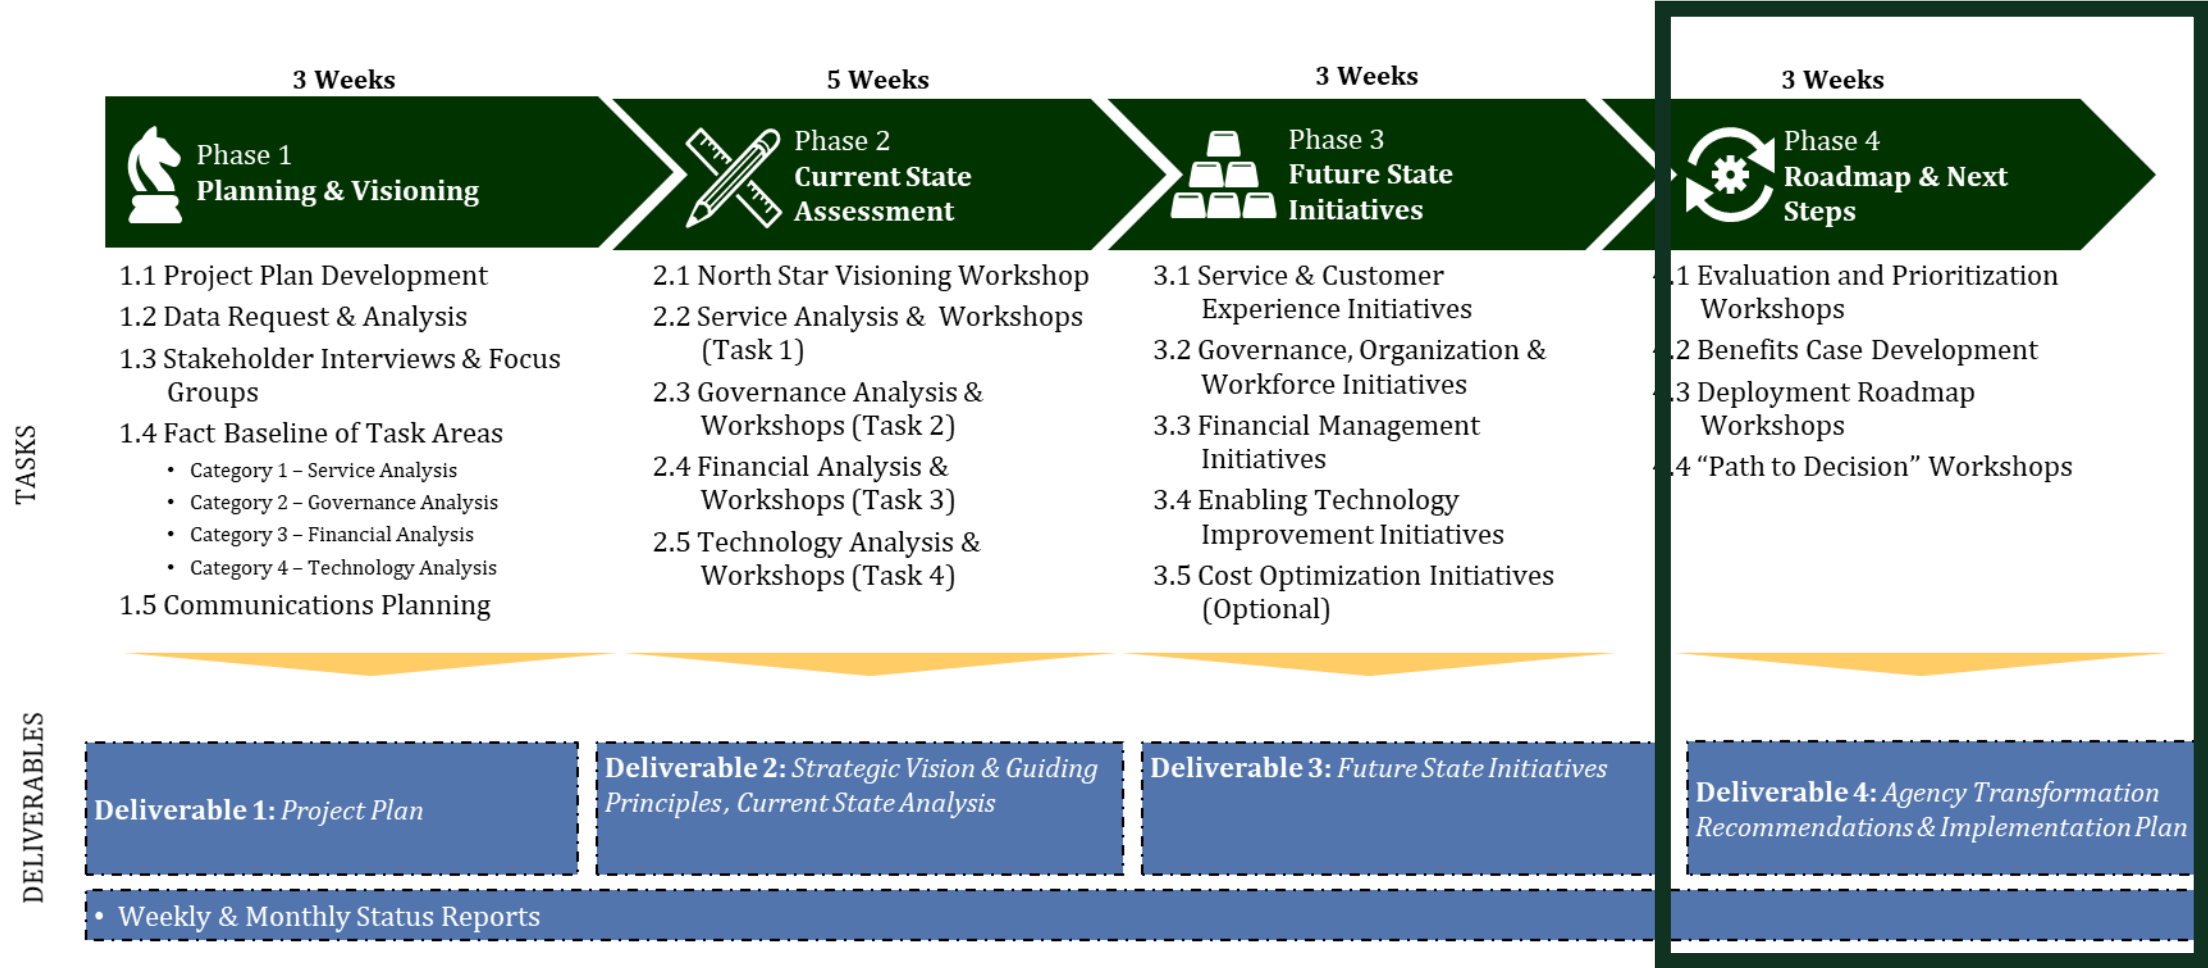 3 Weeks
Phase 1
Planning & Visioning
5 Weeks
Phase 2
Current State
Assessment
3 Weeks
Phase 3
Future State
Initiatives
3 Weeks
Phase 4
Roadmap & Next
Steps
TASKS
1.1 Project Plan Development
1.2 Data Request & Analysis
1.3 Stakeholder Interviews & Focus
Groups
1.4 Fact Baseline of Task Areas
• Category 1 – Service Analysis
• Category 2 – Governance Analysis
• Category 3 – Financial Analysis
• Category 4 – Technology Analysis
1.5 Communications Planning
2.1 North Star Visioning Workshop
2.2 Service Analysis & Workshops
(Task 1)
2.3 Governance Analysis &
Workshops (Task 2)
2.4 Financial Analysis &
Workshops (Task 3)
2.5 Technology Analysis &
Workshops (Task 4)
3.1 Service & Customer
Experience Initiatives
3.2 Governance, Organization &
Workforce Initiatives
3.3 Financial Management
Initiatives
3.4 Enabling Technology
Improvement Initiatives
3.5 Cost Optimization Initiatives
(Optional)
4.1 Evaluation and Prioritization
Workshops
4.2 Benefits Case Development
4.3 Deployment Roadmap
Workshops
4.4 “Path to Decision” Workshops
DELIVERABLES
Deliverable 1: Project Plan
Deliverable 2: Strategic Vision & Guiding
Principles, Current State Analysis
Deliverable 3: Future State Initiatives
Deliverable 4: Agency Transformation
Recommendations & Implementation Plan
• Weekly & Monthly Status Reports